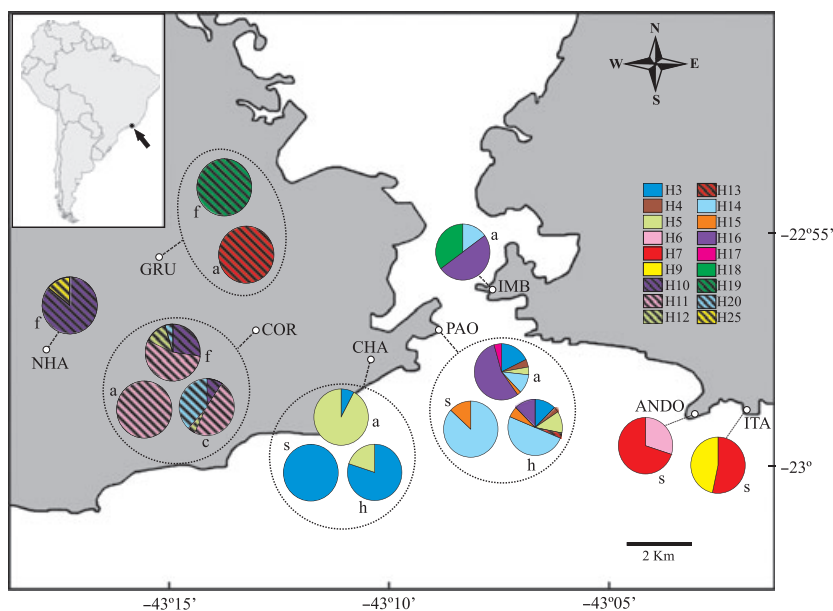 N
W E
S
H3 H13
H4 H14
H5 H15
H6 H16
H7 H17
H9 H18
H10 H19
H11 H20
H12 H25
−22º55'
f
a
GRU
a
IMB
f
NHA
COR
CHA
PAO
f
a
c
a
s
h
a
s
h
ANDO
ITA
s
s
−23º
2 Km
−43º15' −43º10' −43º05'